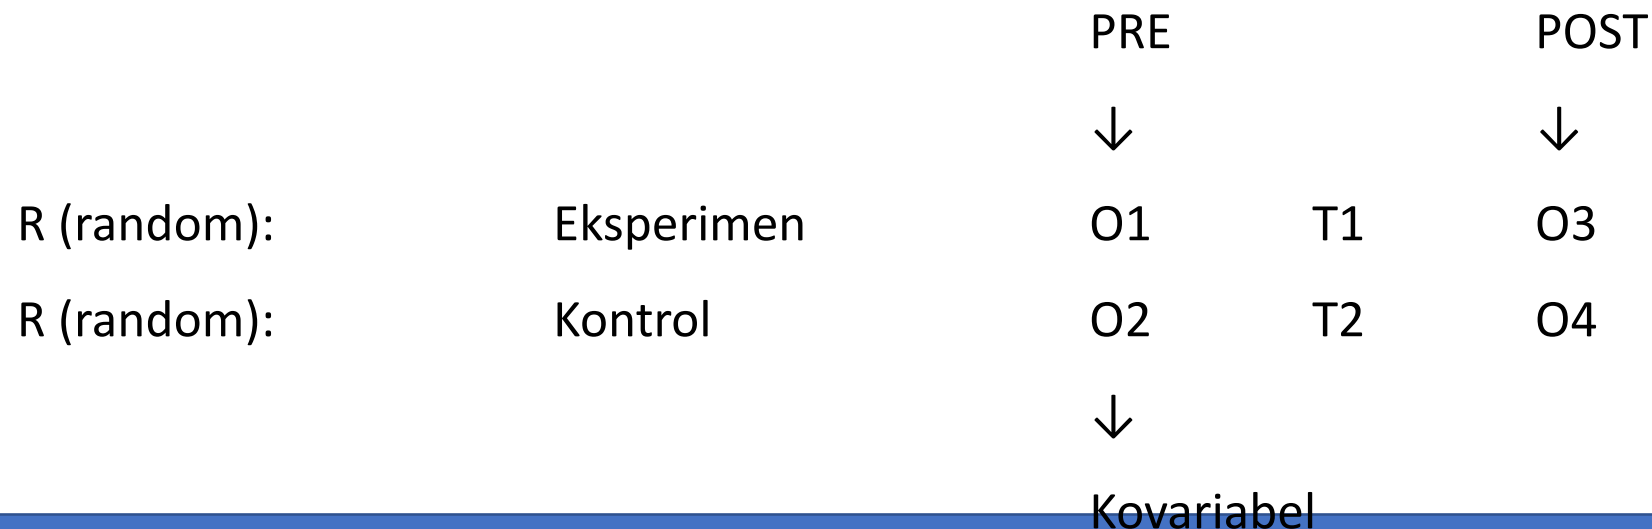 PRE POST
↓ ↓
R (random): Eksperimen O1 T1 O3
R (random): Kontrol O2 T2 O4
↓
Kovariabel